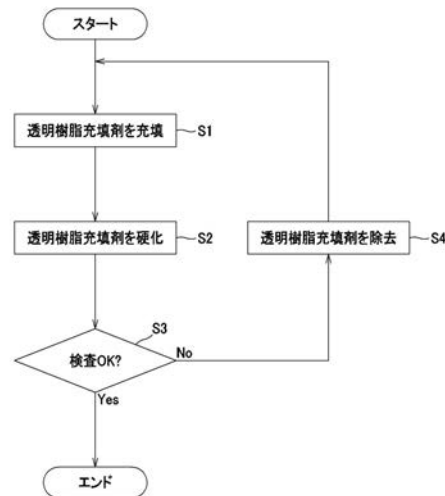 スタート
透明樹脂充填剤を充填 S1
透明樹脂充填剤を硬化 S2
透明樹脂充填剤を除去 S4
S3
検査OK?
No
Yes
エンド